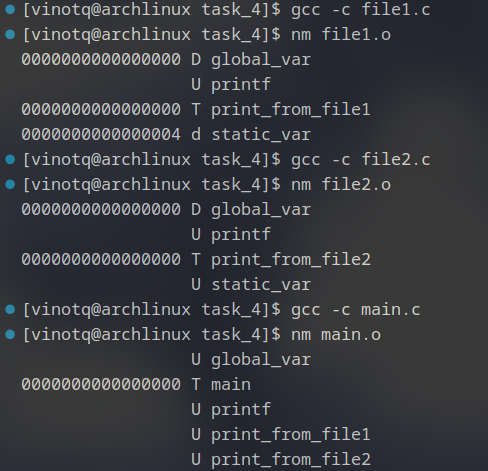 [vinotq@archlinux task_4]$ gcc -c file1.c
[vinotq@archlinux task_4]$ nm file1.o
0000000000000000 D global_var
                 U printf
0000000000000000 T print_from_file1
0000000000000004 d static_var
[vinotq@archlinux task_4]$ gcc -c file2.c
[vinotq@archlinux task_4]$ nm file2.o
0000000000000000 D global_var
                 U printf
0000000000000000 T print_from_file2
                 U static_var
[vinotq@archlinux task_4]$ gcc -c main.c
[vinotq@archlinux task_4]$ nm main.o
                 U global_var
0000000000000000 T main
                 U printf
                 U print_from_file1
                 U print_from_file2